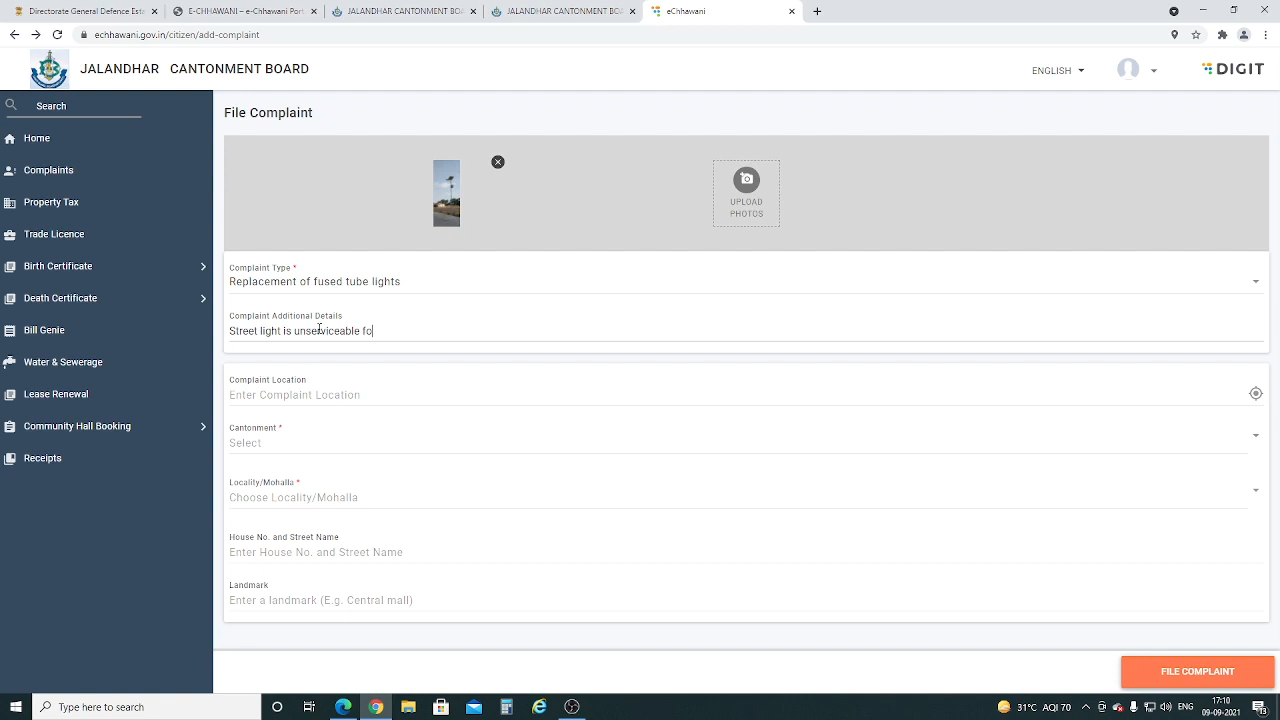 Directorate General Defence Esta
E-CHHAWANI – e-chhawani Port
JALANDHAR CANTONMENT BOA
JALANDHAR CANTONMENT BOA
eChhawani
echhawani.gov.in/citizen/add-complaint
JALANDHAR CANTONMENT BOARD
ENGLISH
DIGIT
Search
Home
Complaints
Property Tax
Trade Licence
Birth Certificate
Death Certificate
Bill Genie
Water & Sewerage
Lease Renewal
Community Hall Booking
Receipts
File Complaint
UPLOAD
PHOTOS
Complaint Type *
Replacement of fused tube lights
Complaint Additional Details
Street light is unserviceable fo
Complaint Location
Enter Complaint Location
Cantonment *
Select
Locality/Mohalla *
Choose Locality/Mohalla
House No. and Street Name
Enter House No. and Street Name
Landmark
Enter a landmark (E.g. Central mall)
FILE COMPLAINT
Type here to search
31°C AQI 70
17:10
09-09-2021